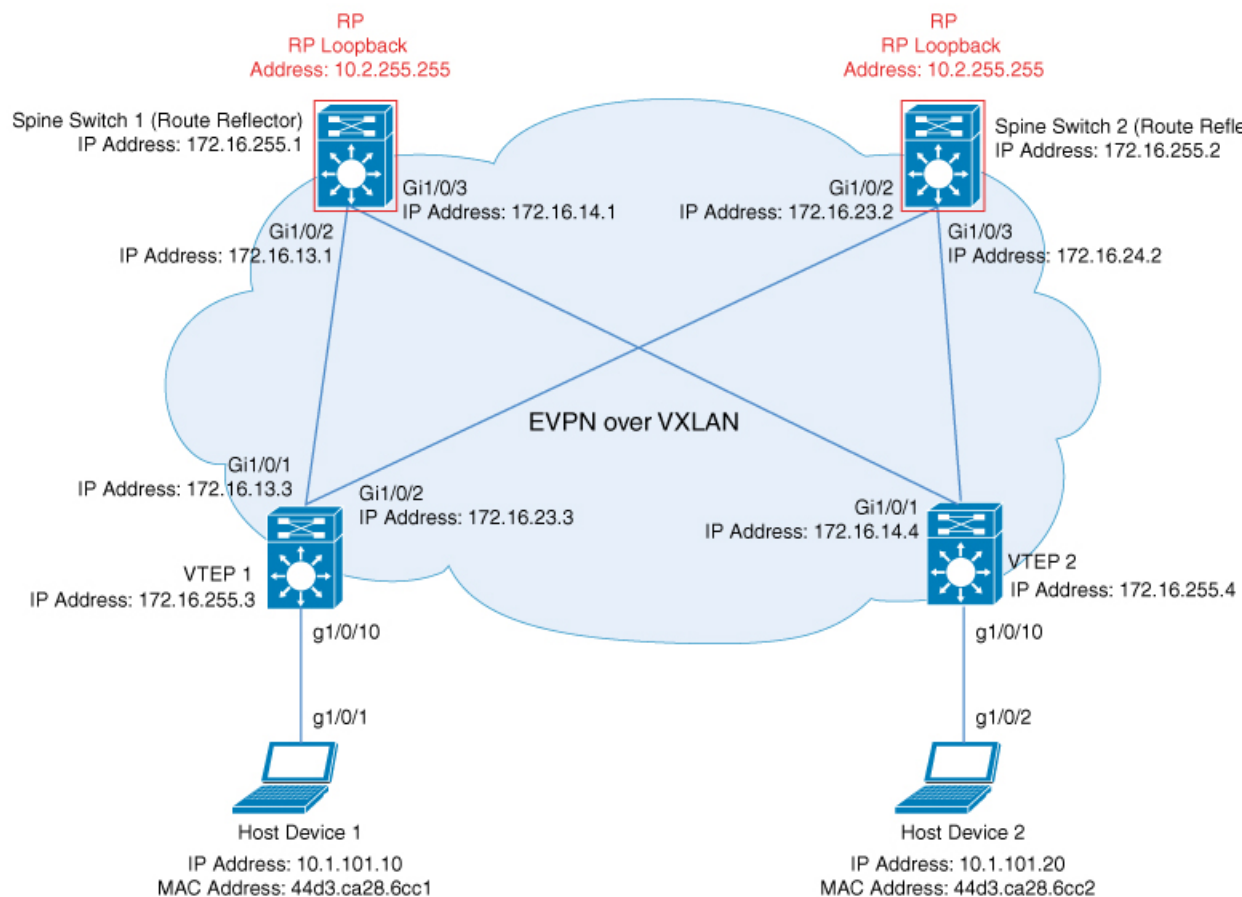 RP
RP Loopback
Address: 10.2.255.255
RP
RP Loopback
Address: 10.2.255.255
Spine Switch 1 (Route Reflector)
IP Address: 172.16.255.1
Spine Switch 2 (Route Refle
IP Address: 172.16.255.2
Gi1/0/3
IP Address: 172.16.14.1
Gi1/0/2
IP Address: 172.16.23.2
Gi1/0/2
IP Address: 172.16.13.1
Gi1/0/3
IP Address: 172.16.24.2
EVPN over VXLAN
Gi1/0/1
IP Address: 172.16.13.3
Gi1/0/2
IP Address: 172.16.23.3
Gi1/0/1
IP Address: 172.16.14.4
VTEP 1
IP Address: 172.16.255.3
VTEP 2
IP Address: 172.16.255.4
g1/0/10
g1/0/10
g1/0/1
g1/0/2
Host Device 1
IP Address: 10.1.101.10
MAC Address: 44d3.ca28.6cc1
Host Device 2
IP Address: 10.1.101.20
MAC Address: 44d3.ca28.6cc2